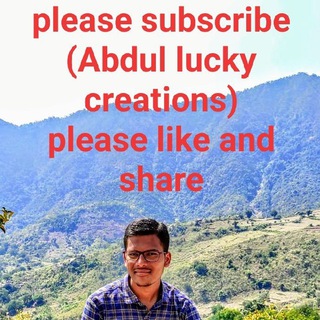 please subscribe
(Abdul lucky
creations)
please like and
share